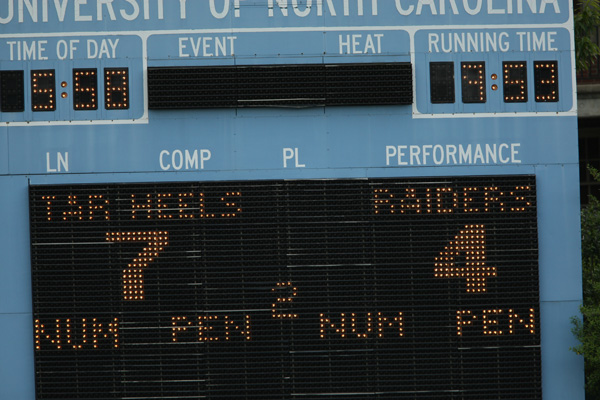 UNIVERSITY OF NORTH CAROLINA
TIME OF DAY EVENT HEAT RUNNING TIME
5:58 9:53
LN COMP PL PERFORMANCE
TAR HEELS RAIDERS
7 4
2
NUM PEN NUM PEN